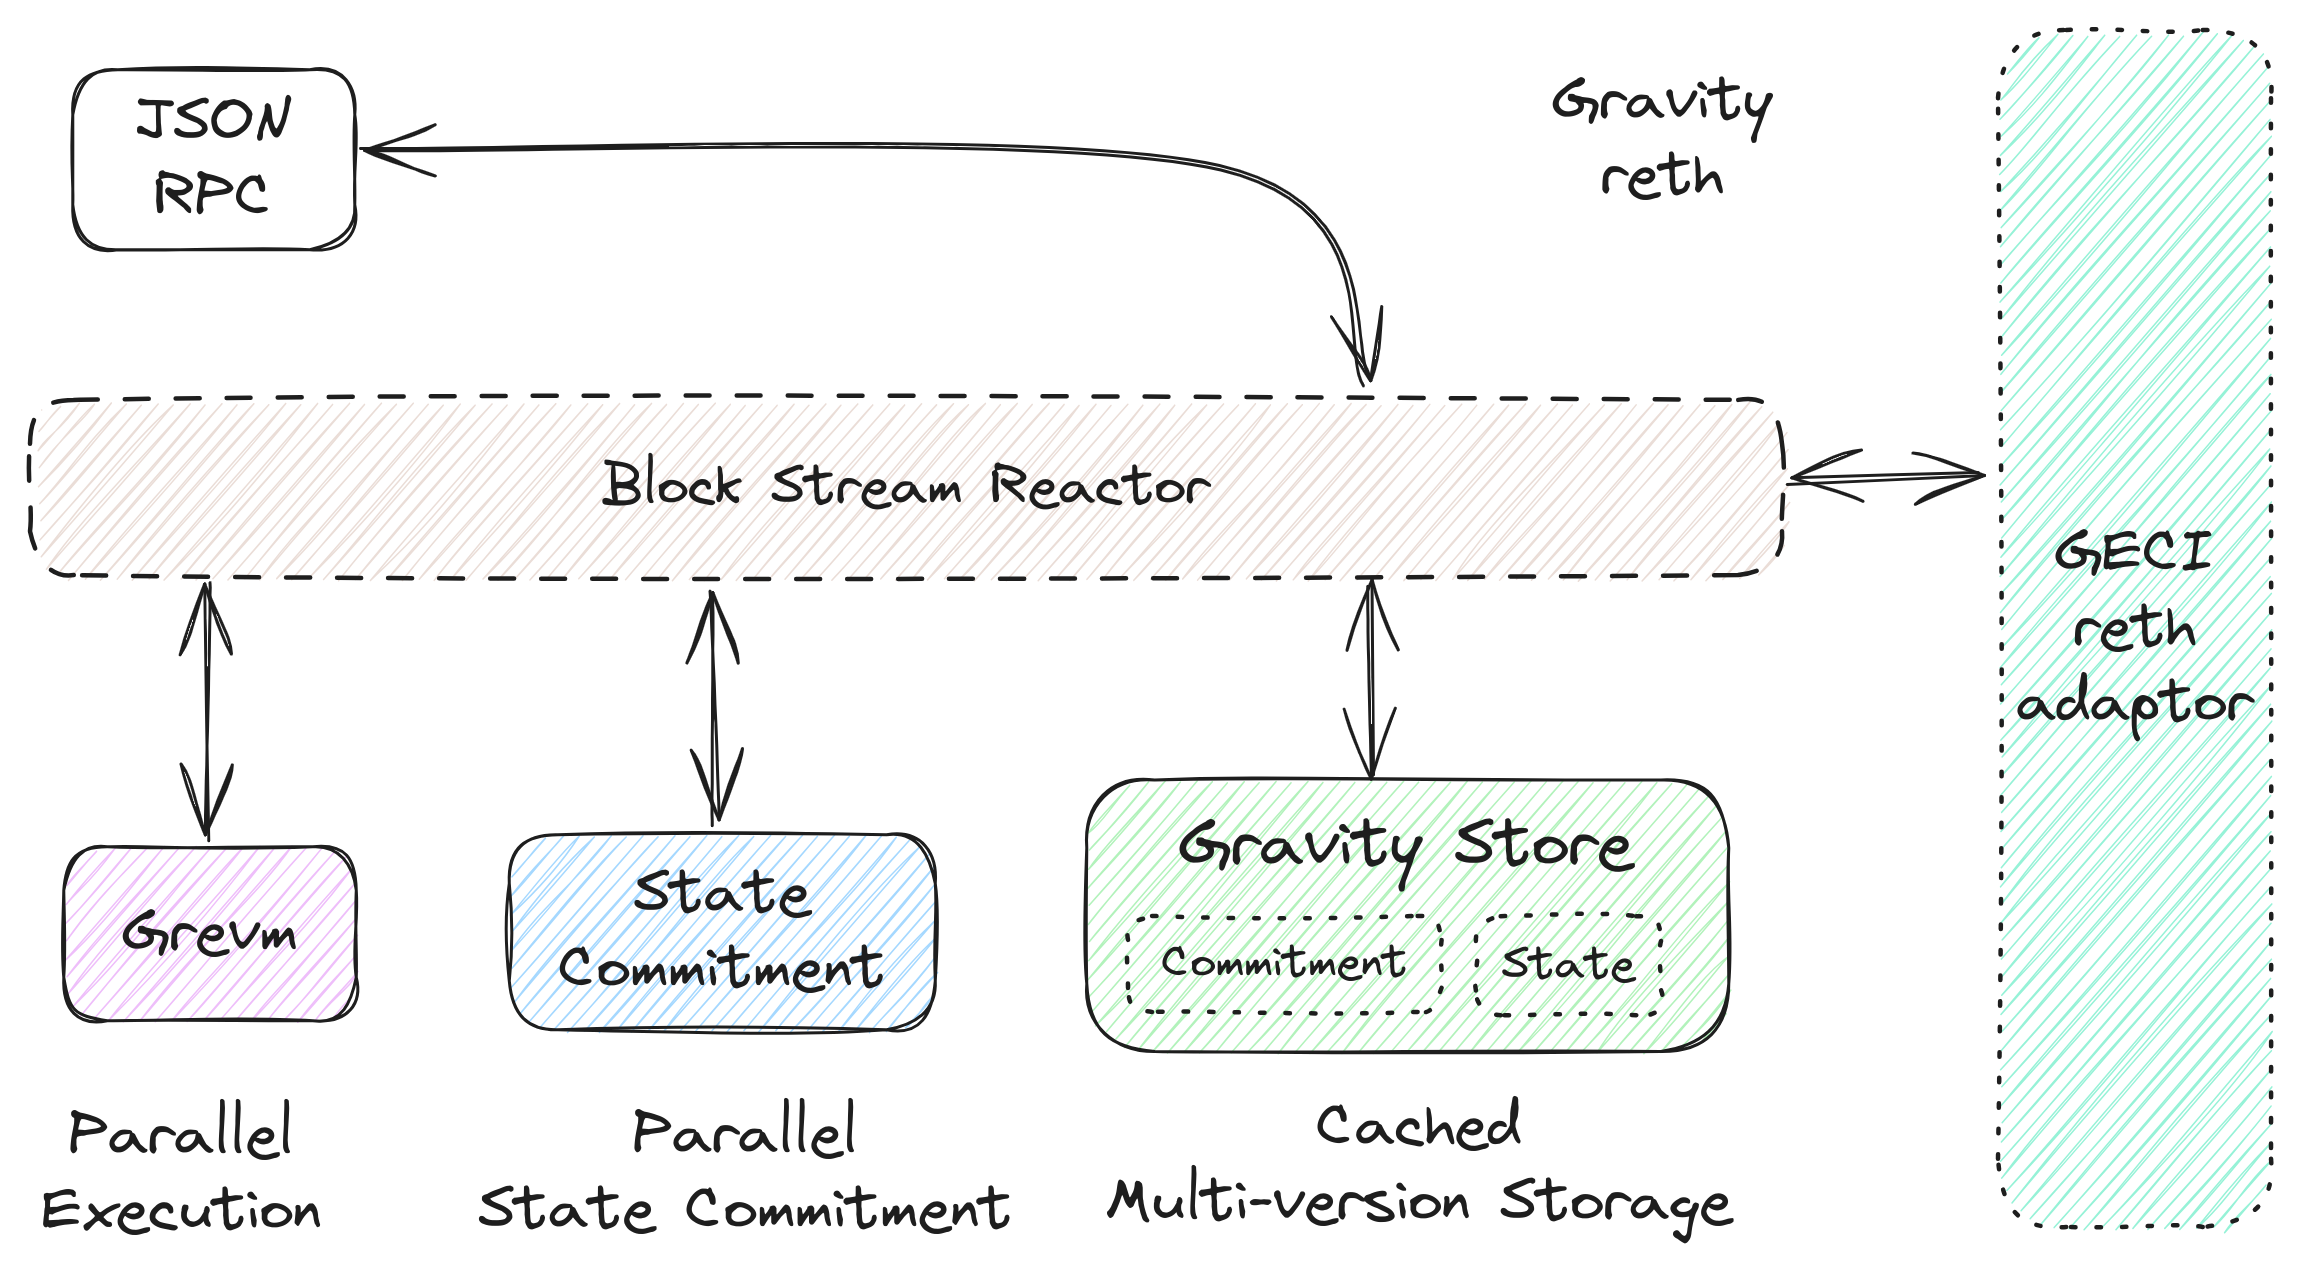 JSON
RPC
Gravity
reth
Block Stream Reactor
GECI
reth
adaptor
Grevm
State
Commitment
Gravity Store
Commitment
State
Parallel
Execution
Parallel
State Commitment
Cached
Multi-version Storage